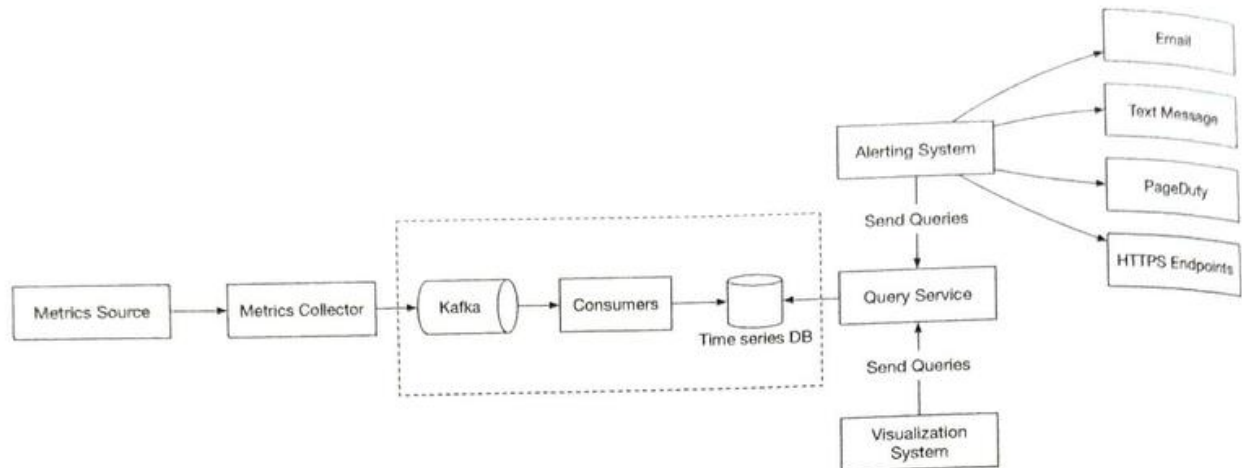 Email
Text Message
Alerting System
PageDuty
Send Queries
HTTPS Endpoints
Metrics Source
Metrics Collector
Kafka
Consumers
Query Service
Time series DB
Send Queries
Visualization
System